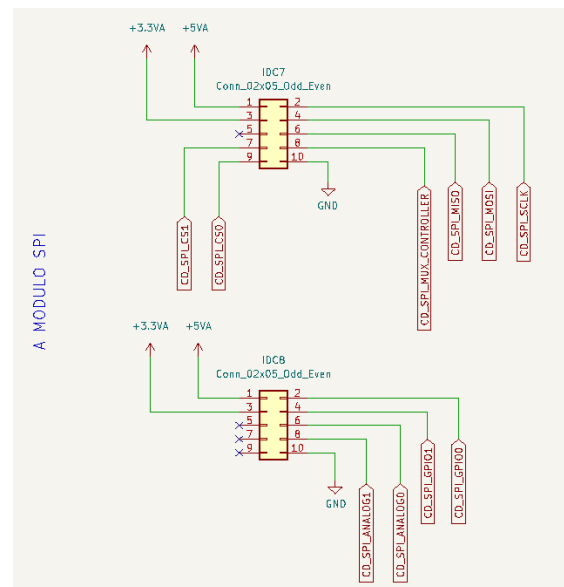 +3.3VA +5VA
IDC7
Conn_02x05_Odd_Even
1 2
3 4
5 6
7 8
9 10
GND
CD_SPI_CS1
CD_SPI_CS0
CD_SPI_MUX_CONTROLLER
CD_SPI_MISO
CD_SPI_MOSI
CD_SPI_SCLK
A MODULO SPI
+3.3VA +5VA
IDC8
Conn_02x05_Odd_Even
1 2
3 4
5 6
7 8
9 10
GND
CD_SPI_ANALOG1
CD_SPI_ANALOG0
CD_SPI_GPIO1
CD_SPI_GPIO0